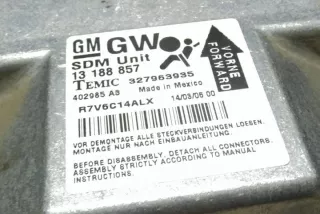 GM GW
SDM Unit
13 188 857
TEMIC 327963935
402985 A3 Made in Mexico
R7V6C14ALX 14/03/06 00
VORNE
FORWARD
VOR DEMONTAGE ALLE STECKVERBINDUNGEN LOESEN.
MONTAGE NUR NACH EINBAUANLEITUNG.
BEFORE DISASSEMBLY, DETACH ALL CONNECTORS.
ASSEMBLY STRICTLY ACCORDING TO MANUAL
INSTRUCTIONS.